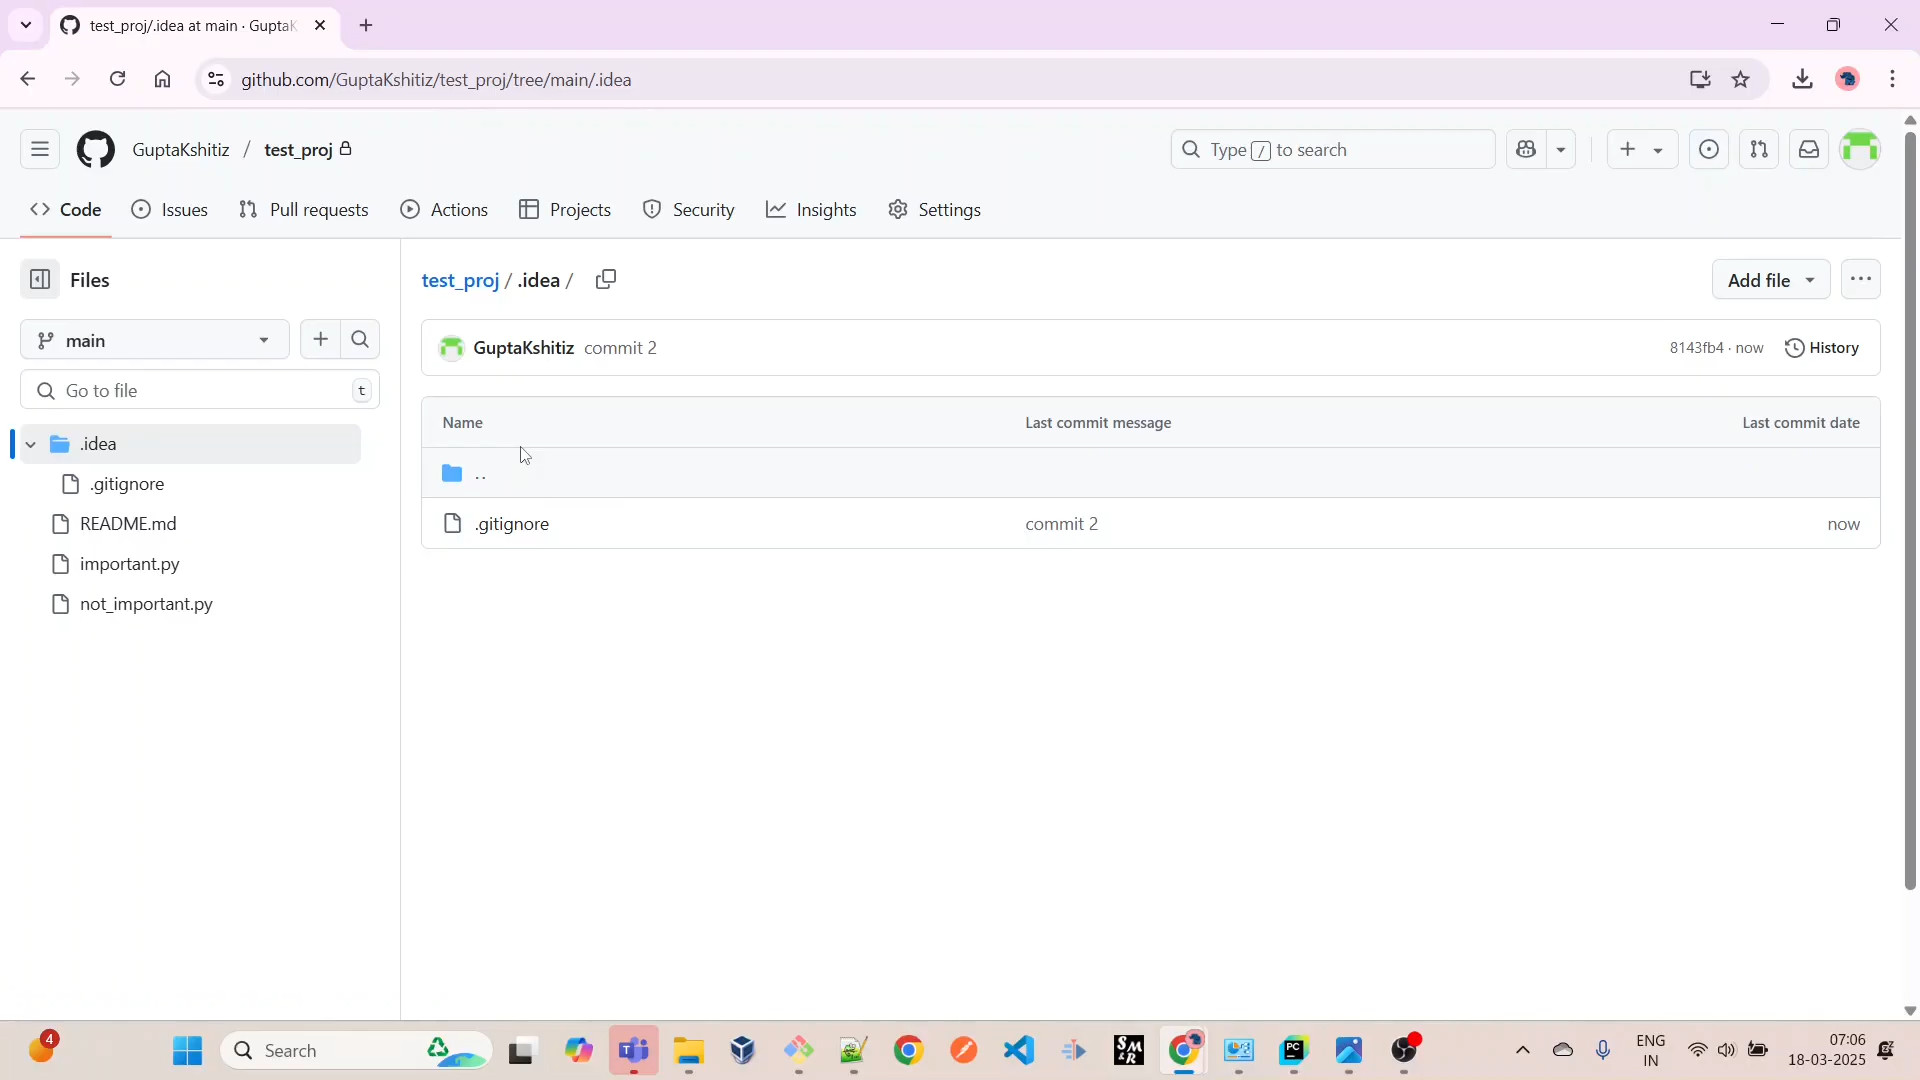 test_proj/.idea at main · GuptaK
github.com/GuptaKshitiz/test_proj/tree/main/.idea
GuptaKshitiz / test_proj
Type / to search
Code
Issues
Pull requests
Actions
Projects
Security
Insights
Settings
Files
test_proj / .idea /
Add file
main
GuptaKshitiz commit 2
8143fb4 · now
History
Go to file
t
Name
Last commit message
Last commit date
.idea
..
.gitignore
.gitignore
commit 2
now
README.md
important.py
not_important.py
4
Search
PC
SM
&R
ENG
IN
07:06
18-03-2025